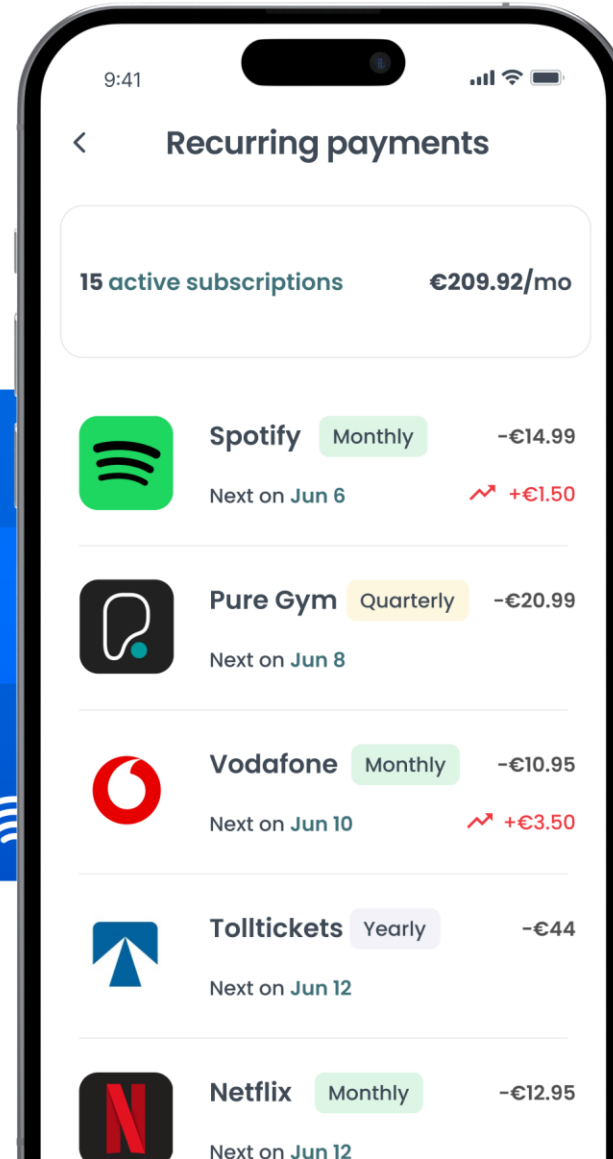 9:41
Recurring payments
15 active subscriptions €209.92/mo
Spotify Monthly -€14.99
Next on Jun 6 +€1.50
Pure Gym Quarterly -€20.99
Next on Jun 8
Vodafone Monthly -€10.95
Next on Jun 10 +€3.50
Tolltickets Yearly -€44
Next on Jun 12
Netflix Monthly -€12.95
Next on Jun 12